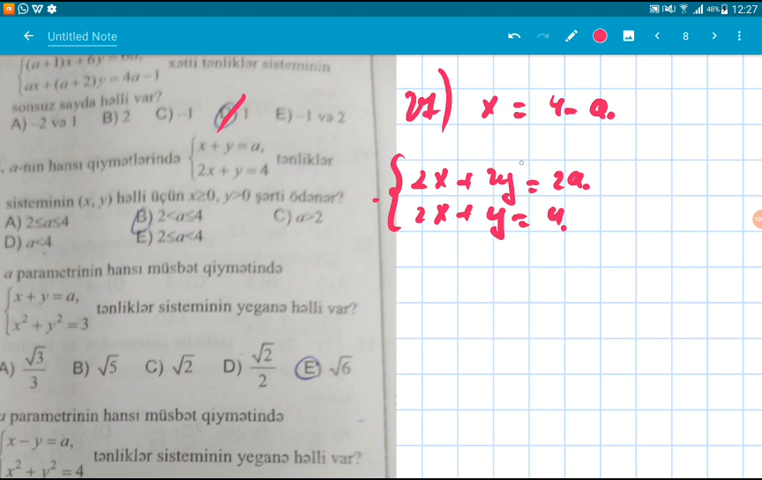 48% 12:27
Untitled Note
8
{(a+1)x + 6y =
xətti tənliklər sisteminin
ax + (a+2)y = 4a - 1
sonsuz sayda həlli var?
A) -2 və 1 B) 2 C) -1 1 E) -1 və 2
a-nın hansı qiymətlərində { x + y = a, 2x + y = 4 tənliklər
sisteminin (x, y) həlli üçün x≥0, y>0 şərti ödənər?
A) 2≤a≤4 B) 2<a≤4 C) a>2
D) a<4 E) 2≤a<4
a parametrinin hansı müsbət qiymətində
{ x + y = a,
x² + y² = 3
tənliklər sisteminin yeganə həlli var?
A) √3/3 B) √5 C) √2 D) √2/2 E) √6
a parametrinin hansı müsbət qiymətində
{ x - y = a,
x² + y² = 4
tənliklər sisteminin yeganə həlli var?
x = 4 - a.
{ 2x + 2y = 2a.
2x + y = 4.